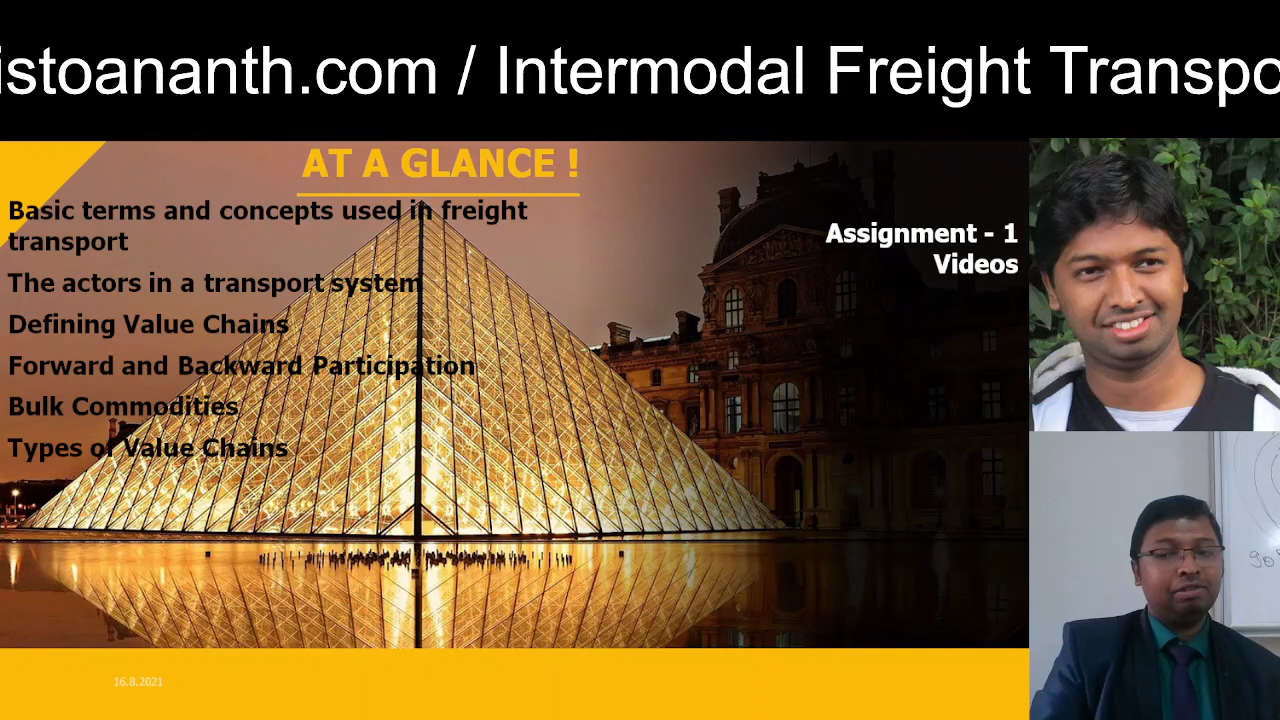 istoananth.com / Intermodal Freight Transpo
AT A GLANCE !
Basic terms and concepts used in freight
transport
The actors in a transport system
Defining Value Chains
Forward and Backward Participation
Bulk Commodities
Types of Value Chains
Assignment - 1
Videos
16.8.2021